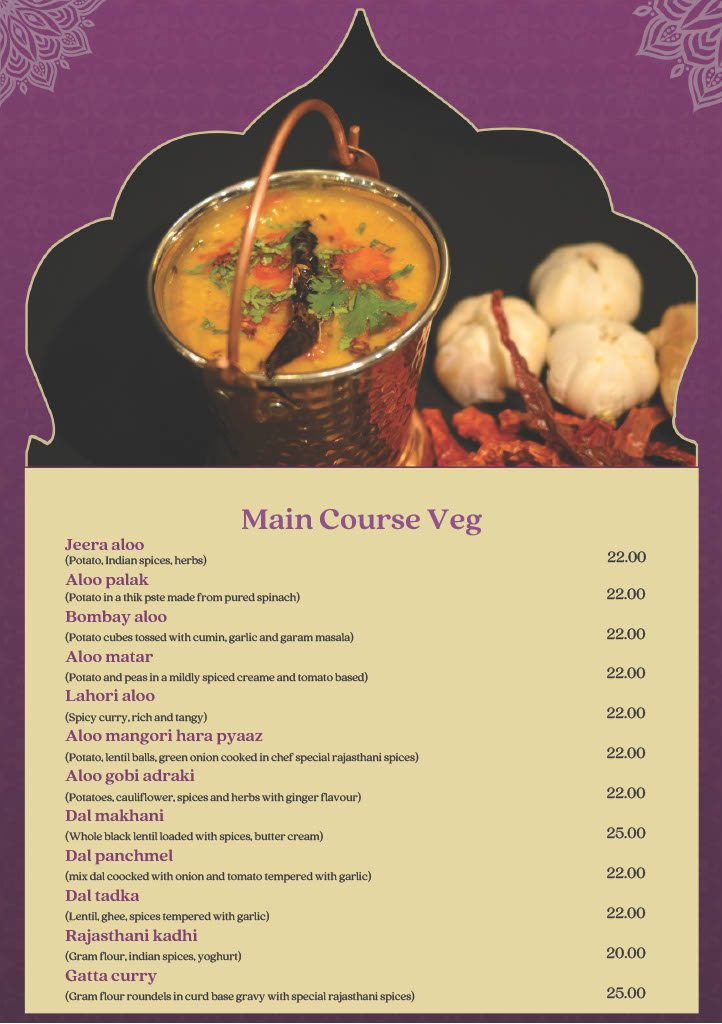 Main Course Veg
Jeera aloo
(Potato, Indian spices, herbs) 22.00
Aloo palak
(Potato in a thik pste made from pured spinach) 22.00
Bombay aloo
(Potato cubes tossed with cumin, garlic and garam masala) 22.00
Aloo matar
(Potato and peas in a mildly spiced creame and tomato based) 22.00
Lahori aloo
(Spicy curry, rich and tangy) 22.00
Aloo mangori hara pyaaz
(Potato, lentil balls, green onion cooked in chef special rajasthani spices) 22.00
Aloo gobi adraki
(Potatoes, cauliflower, spices and herbs with ginger flavour) 22.00
Dal makhani
(Whole black lentil loaded with spices, butter cream) 25.00
Dal panchmel
(mix dal coocked with onion and tomato tempered with garlic) 22.00
Dal tadka
(Lentil, ghee, spices tempered with garlic) 22.00
Rajasthani kadhi
(Gram flour, indian spices, yoghurt) 20.00
Gatta curry
(Gram flour roundels in curd base gravy with special rajasthani spices) 25.00